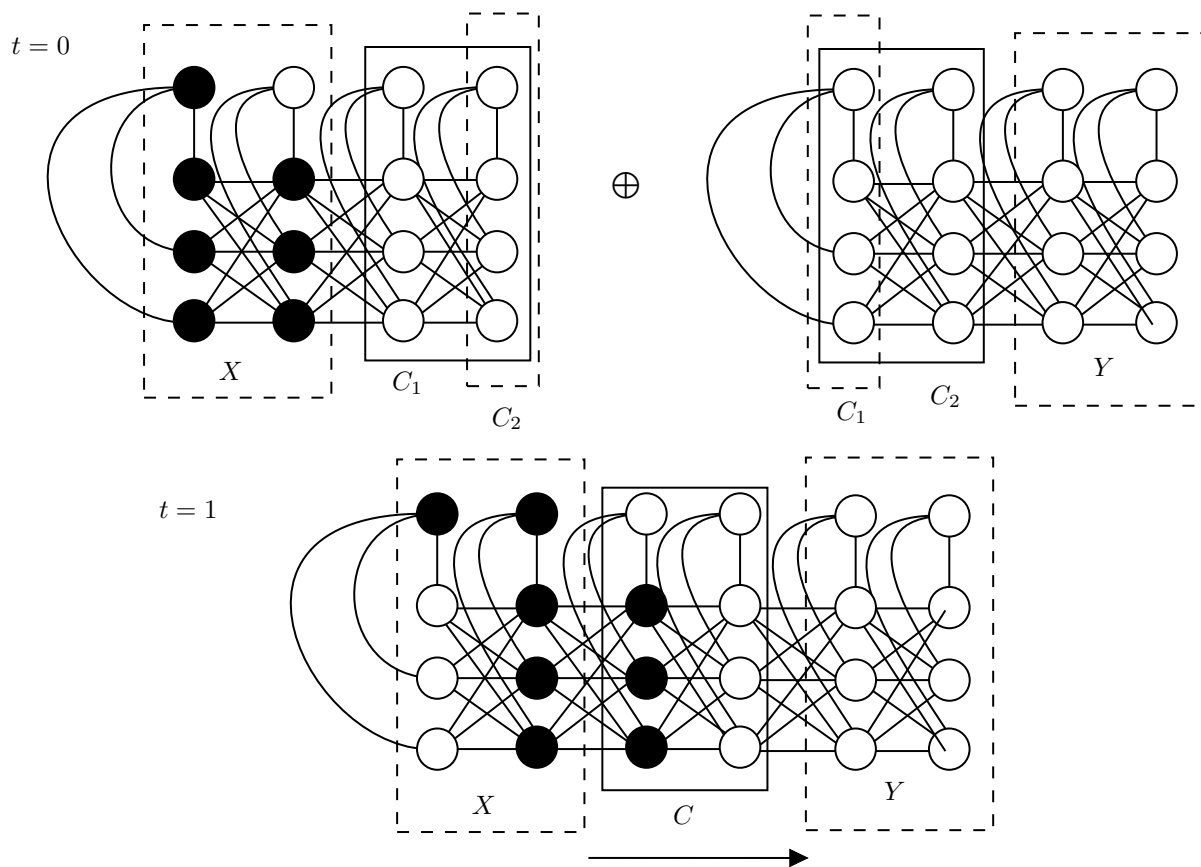 t = 0
⊕
X
C₁
C₂
C₁
C₂
Y
t = 1
X
C
Y